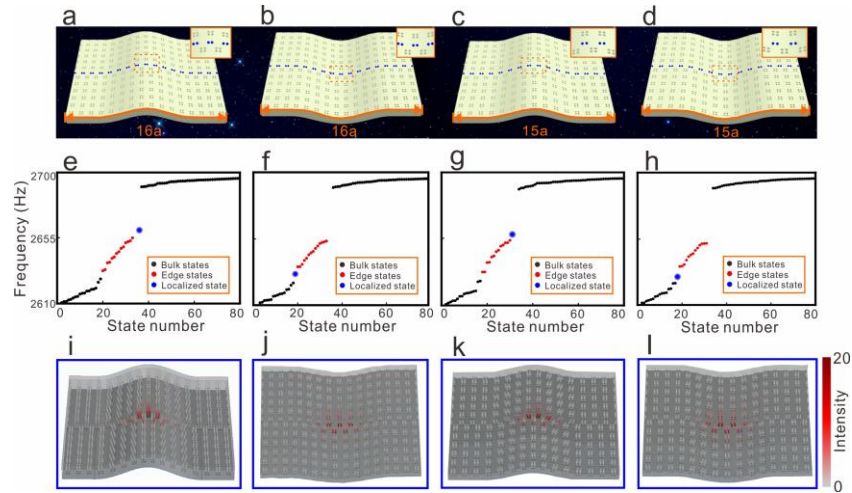 a b c d
16a 16a 15a 15a
e f g h
Frequency (Hz)
2700
2655
2610
Bulk states
Edge states
Localized state
Bulk states
Edge states
Localized state
Bulk states
Edge states
Localized state
Bulk states
Edge states
Localized state
0 20 40 60 80 0 20 40 60 80 0 20 40 60 80 0 20 40 60 80
State number State number State number State number
i j k l
20
Intensity
0